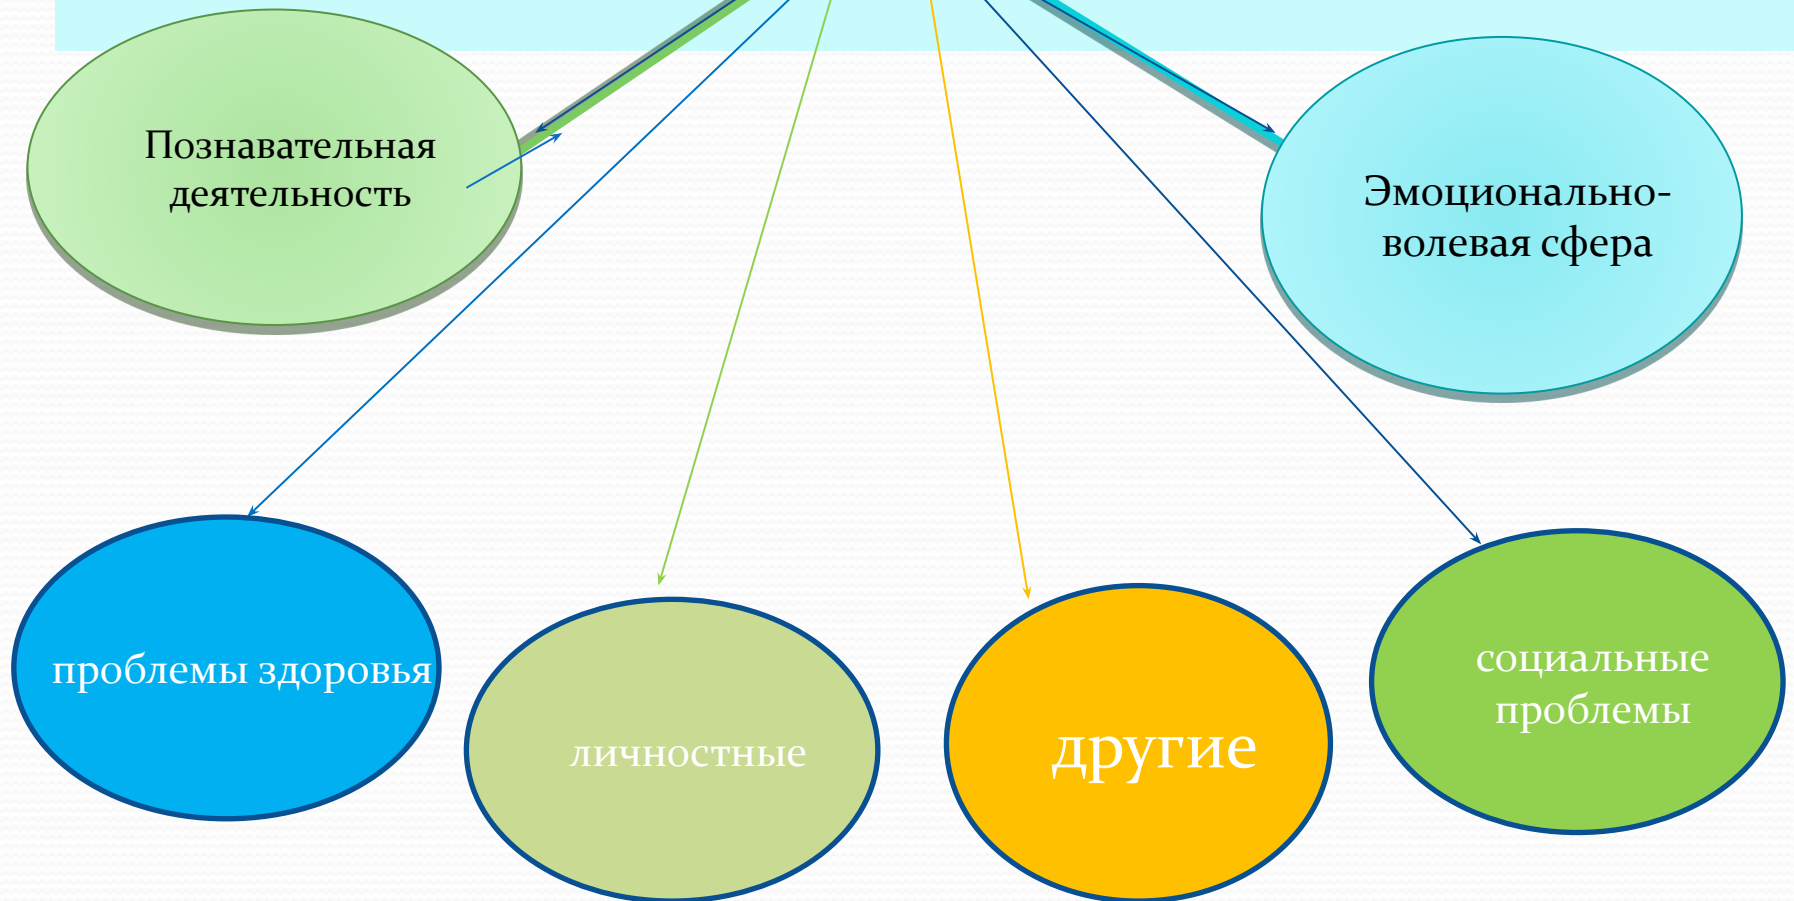 Познавательная
деятельность
Эмоционально-
волевая сфера
проблемы здоровья
личностные
другие
социальные
проблемы